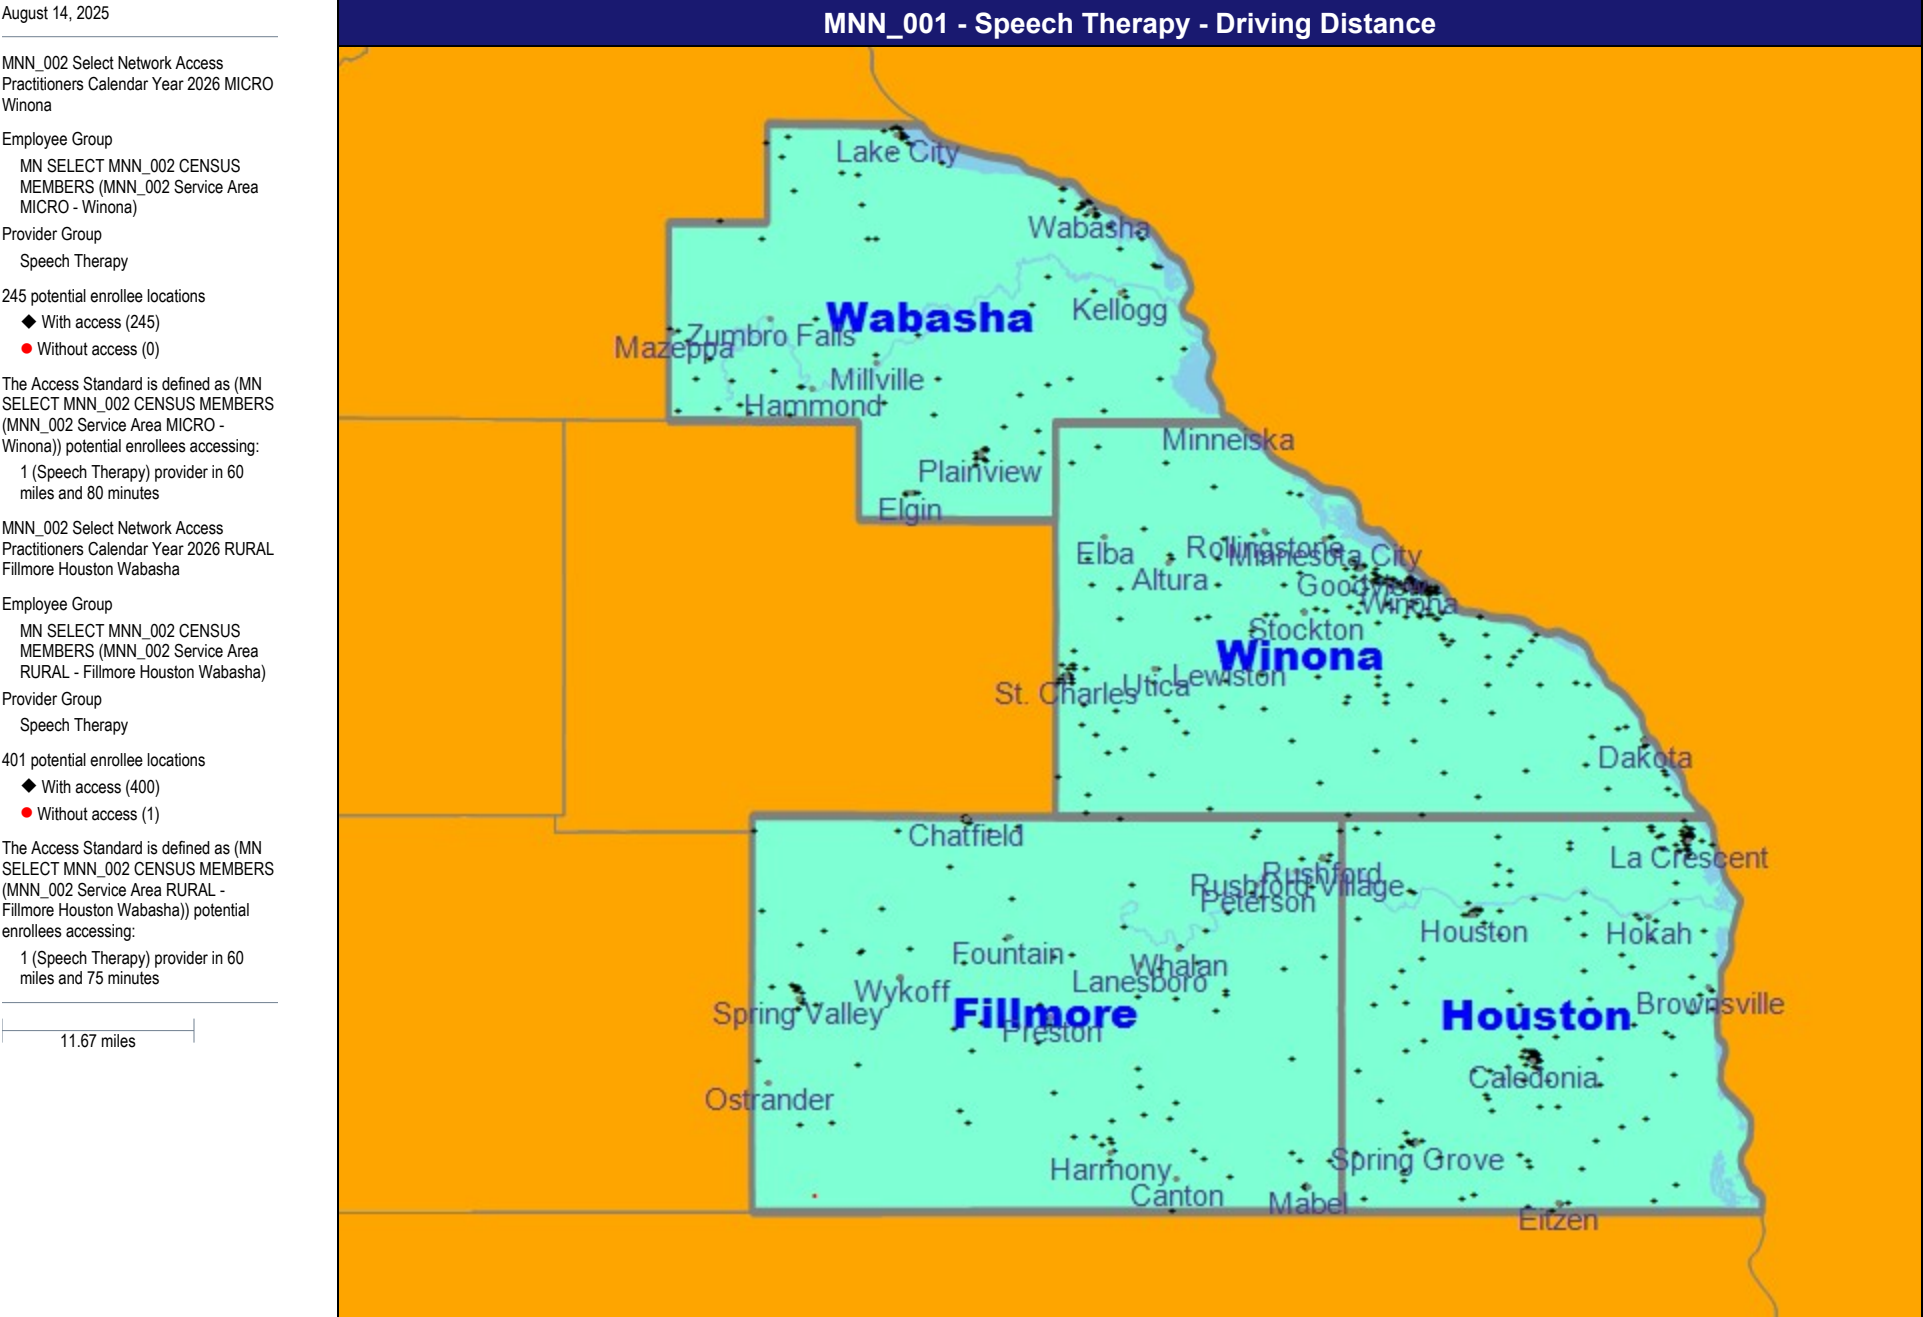 August 14, 2025
MNN_001 - Speech Therapy - Driving Distance
MNN_002 Select Network Access
Practitioners Calendar Year 2026 MICRO
Winona
Employee Group
MN SELECT MNN_002 CENSUS
MEMBERS (MNN_002 Service Area
MICRO - Winona)
Provider Group
Speech Therapy
245 potential enrollee locations
With access (245)
Without access (0)
The Access Standard is defined as (MN
SELECT MNN_002 CENSUS MEMBERS
(MNN_002 Service Area MICRO -
Winona)) potential enrollees accessing:
1 (Speech Therapy) provider in 60
miles and 80 minutes
MNN_002 Select Network Access
Practitioners Calendar Year 2026 RURAL
Fillmore Houston Wabasha
Employee Group
MN SELECT MNN_002 CENSUS
MEMBERS (MNN_002 Service Area
RURAL - Fillmore Houston Wabasha)
Provider Group
Speech Therapy
401 potential enrollee locations
With access (400)
Without access (1)
The Access Standard is defined as (MN
SELECT MNN_002 CENSUS MEMBERS
(MNN_002 Service Area RURAL -
Fillmore Houston Wabasha)) potential
enrollees accessing:
1 (Speech Therapy) provider in 60
miles and 75 minutes
11.67 miles
Lake City
Wabasha
Kellogg
Wabasha
Zumbro Falls
Mazeppa
Millville
Hammond
Minneiska
Plainview
Elgin
Rollingstone
Elba
Minnesota City
Altura
Goodview
Winona
Stockton
Winona
Lewiston
Utica
St. Charles
Dakota
Chatfield
La Crescent
Rushford
Rushford Village
Peterson
Houston
Hokah
Fountain
Whalan
Lanesboro
Wykoff
Brownsville
Spring Valley
Fillmore
Houston
Preston
Caledonia
Ostrander
Spring Grove
Harmony
Canton
Mabel
Eitzen